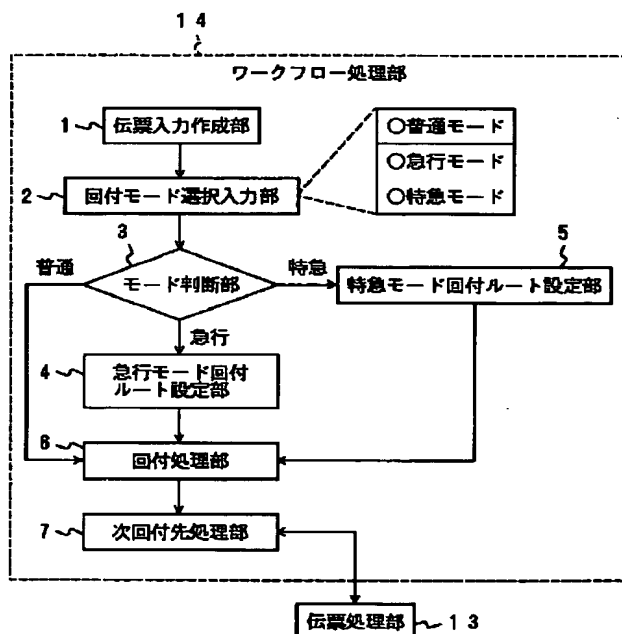 14
ワークフロー処理部
1
伝票入力作成部
○普通モード
○急行モード
○特急モード
2
回付モード選択入力部
3
普通
モード判断部
特急
5
特急モード回付ルート設定部
急行
4
急行モード回付
ルート設定部
6
回付処理部
7
次回付先処理部
伝票処理部
13